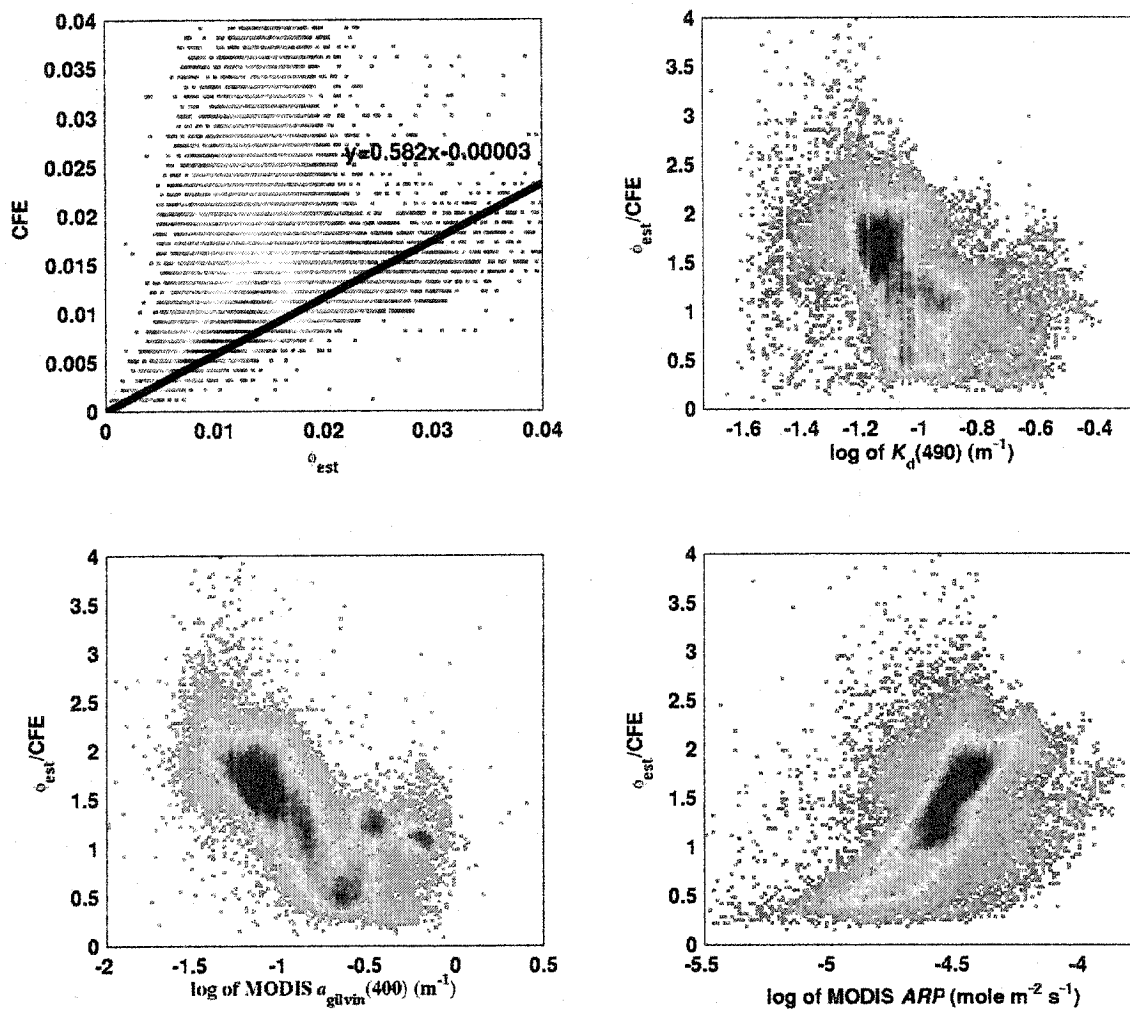 0.04
0.035
0.03
0.025
0.02
0.015
0.01
0.005
0
CFE
y=0.582x-0.00003
0 0.01 0.02 0.03 0.04
ϕest
4
3.5
3
2.5
2
1.5
1
0.5
0
ϕest/CFE
-1.6 -1.4 -1.2 -1 -0.8 -0.6 -0.4
log of Kd(490) (m⁻¹)
4
3.5
3
2.5
2
1.5
1
0.5
0
ϕest/CFE
-2 -1.5 -1 -0.5 0 0.5
log of MODIS agilvin(400) (m⁻¹)
4
3.5
3
2.5
2
1.5
1
0.5
0
ϕest/CFE
-5.5 -5 -4.5 -4
log of MODIS ARP (mole m⁻² s⁻¹)